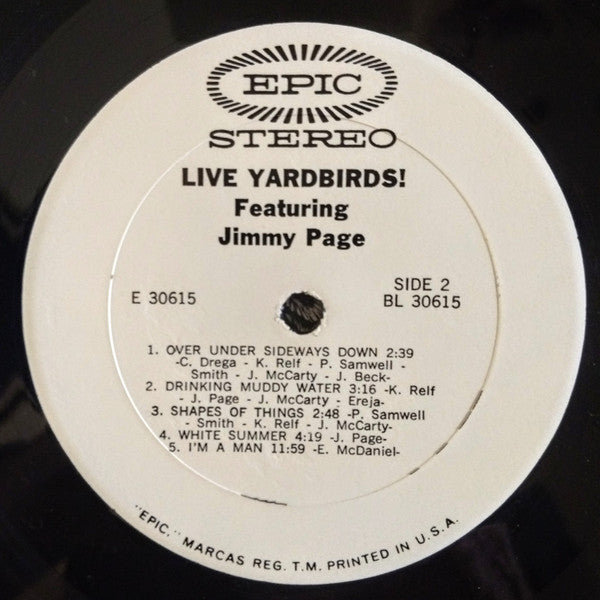 EPIC
STEREO
LIVE YARDBIRDS!
Featuring
Jimmy Page
SIDE 2
E 30615 BL 30615
1. OVER UNDER SIDEWAYS DOWN 2:39
-C. Drega - K. Relf - P. Samwell -
Smith - J. McCarty - J. Beck-
2. DRINKING MUDDY WATER 3:16 -K. Relf
- J. Page - J. McCarty - Ereja-
3. SHAPES OF THINGS 2:48 -P. Samwell
- Smith - K. Relf - J. McCarty-
4. WHITE SUMMER 4:19 -J. Page-
5. I'M A MAN 11:59 -E. McDaniel-
"EPIC," MARCAS REG. T.M. PRINTED IN U.S.A.